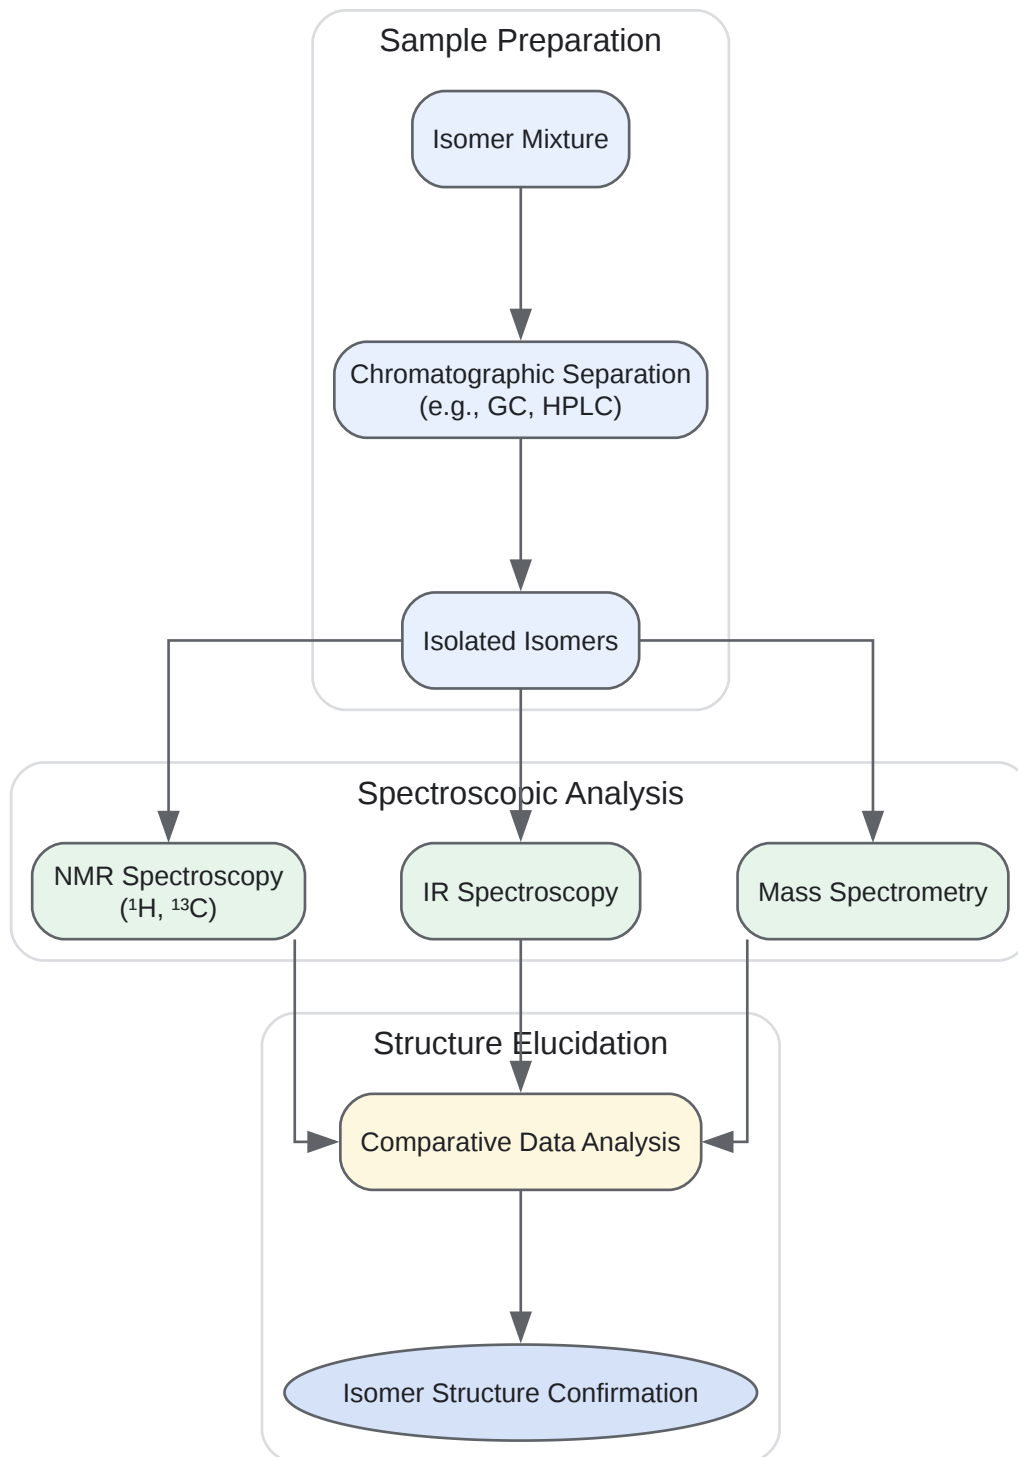 Sample Preparation
Isomer Mixture
Chromatographic Separation
(e.g., GC, HPLC)
Isolated Isomers
Spectroscopic Analysis
NMR Spectroscopy
(¹H, ¹³C)
IR Spectroscopy
Mass Spectrometry
Structure Elucidation
Comparative Data Analysis
Isomer Structure Confirmation